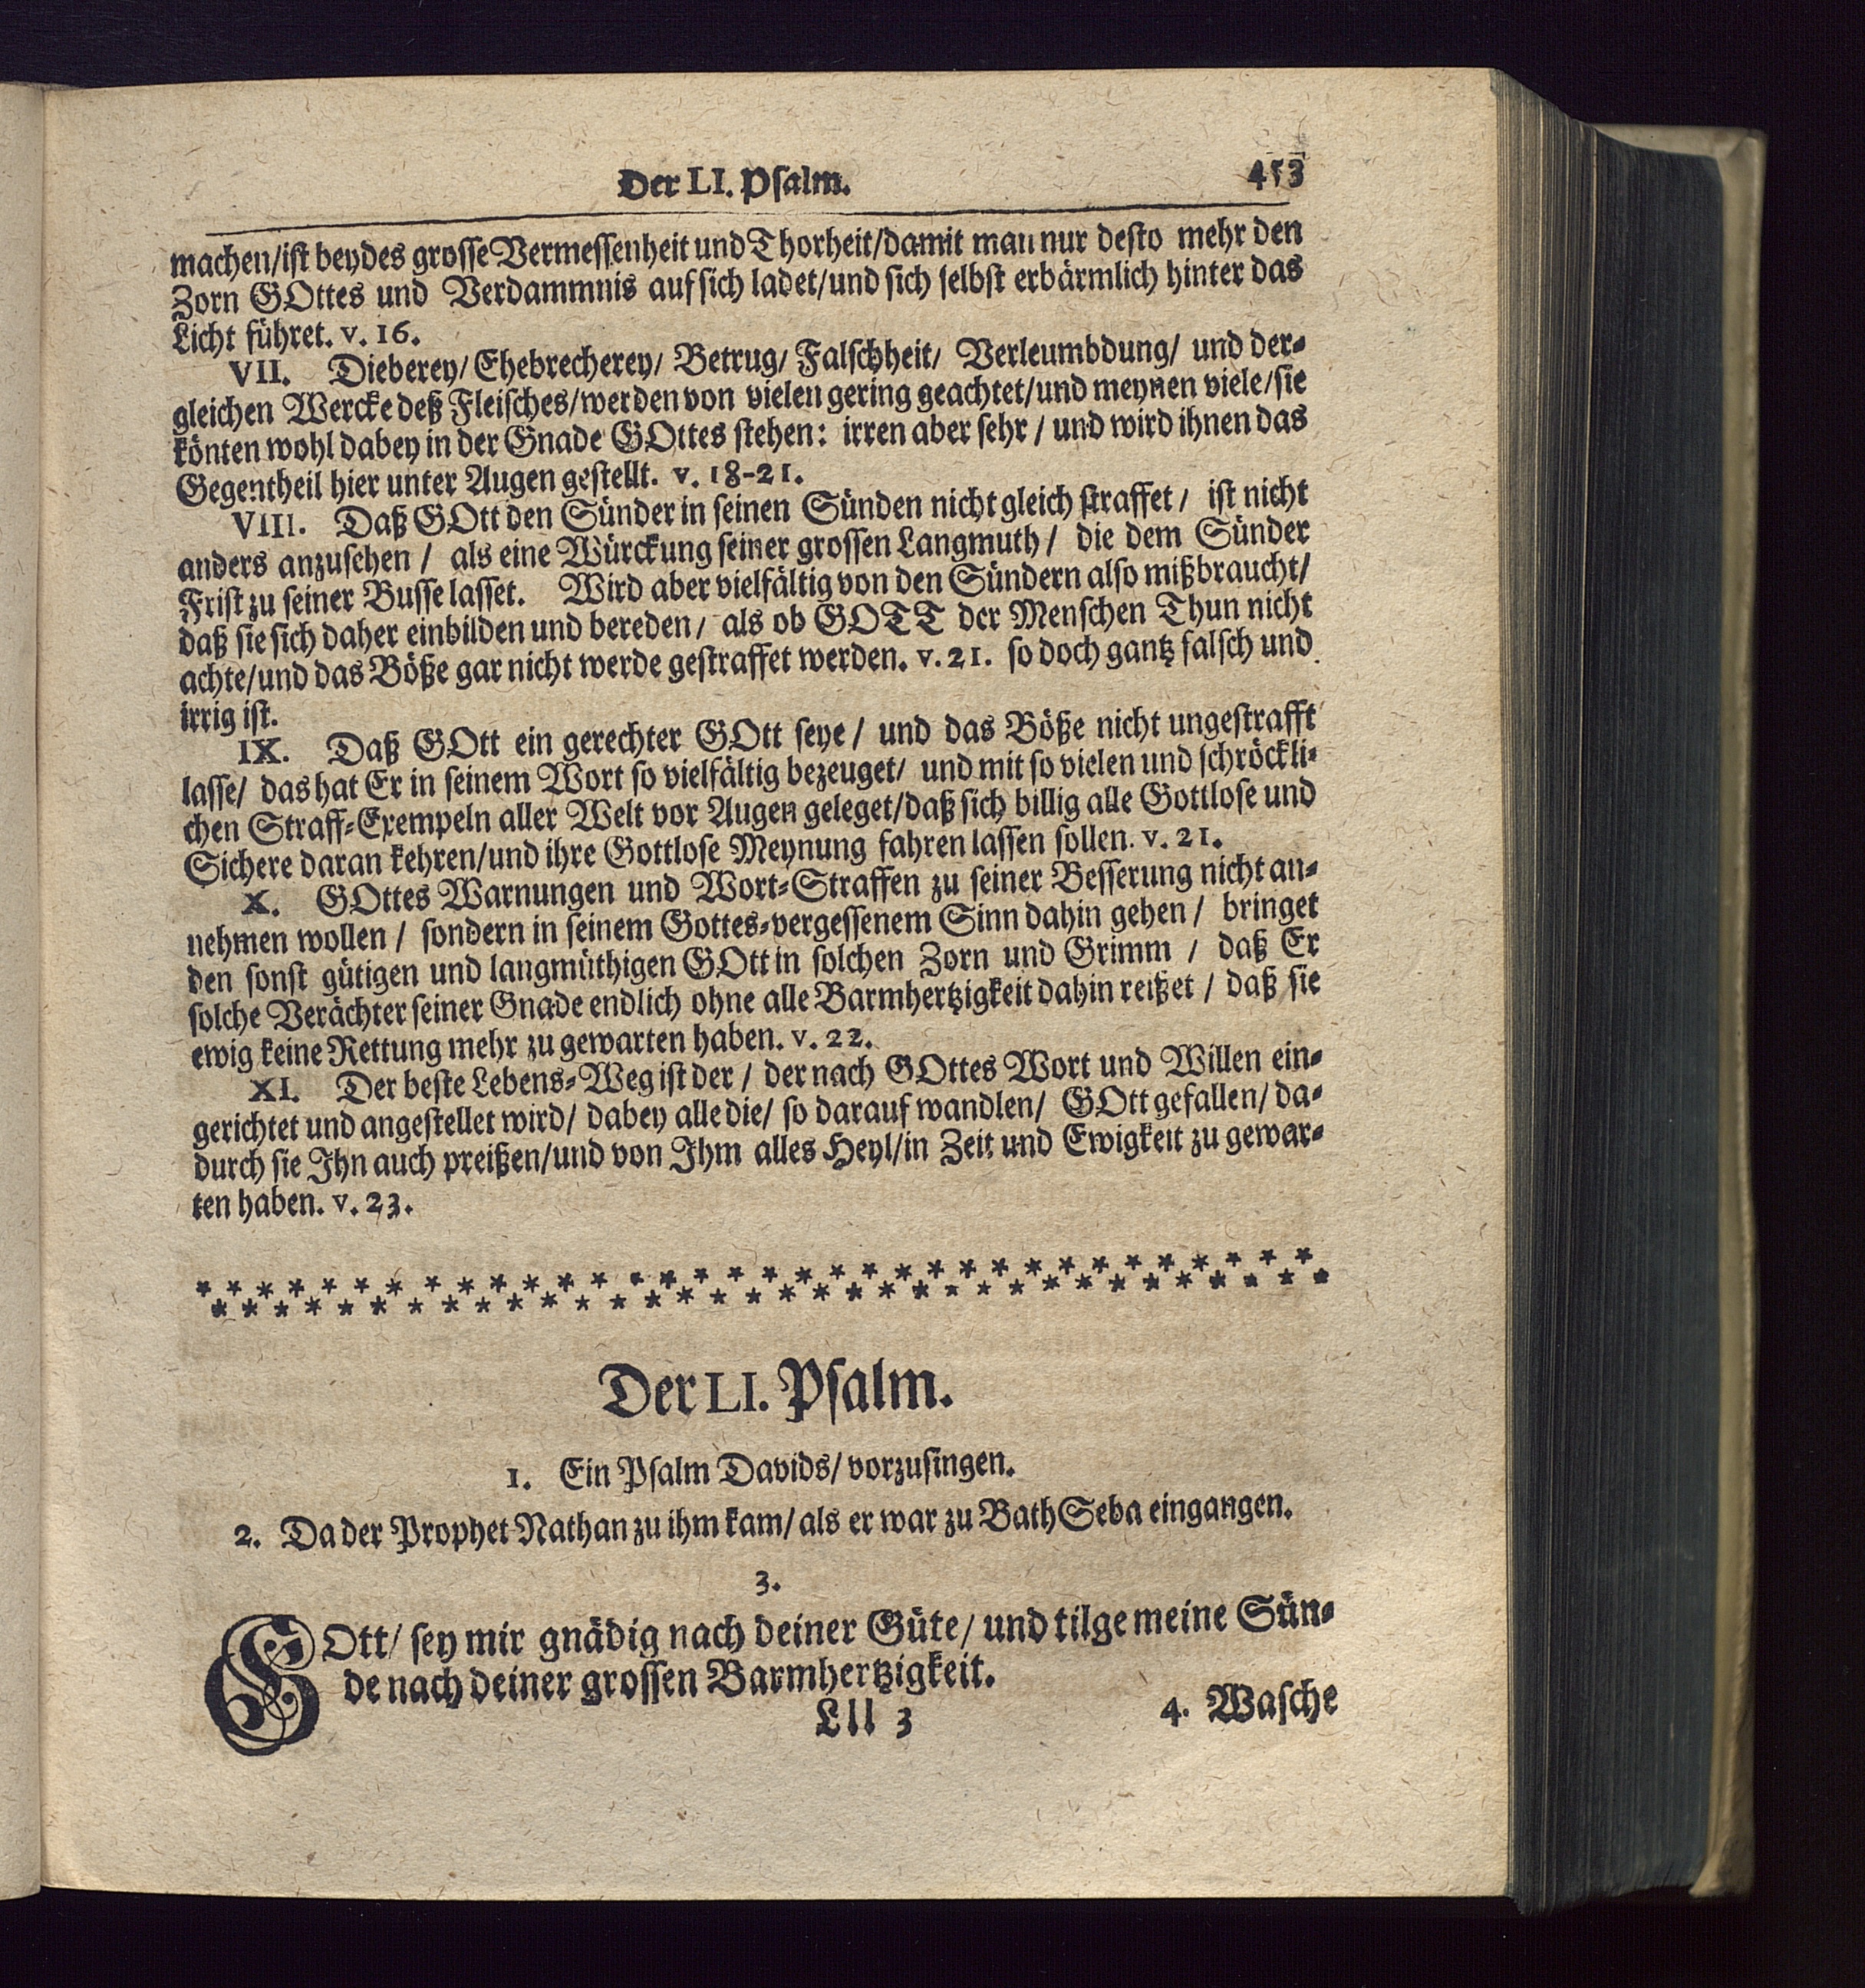 Der LI. Psalm. 453
machen/ist beydes grosse Vermessenheit und Thorheit/damit man nur desto mehr den
Zorn GOttes und Verdammnis auf sich ladet/und sich selbst erbärmlich hinter das
Licht führet. v. 16.
VII. Dieberey/ Ehebrecherey/ Betrug/ Falschheit/ Verleumbdung/ und der-
gleichen Wercke deß Fleisches/werden von vielen gering geachtet/und meynen viele/sie
könten wohl dabey in der Gnade GOttes stehen: irren aber sehr / und wird ihnen das
Gegentheil hier unter Augen gestellt. v. 18-21.
VIII. Daß GOtt den Sünder in seinen Sünden nicht gleich straffet / ist nicht
anders anzusehen / als eine Würckung seiner grossen Langmuth / die dem Sünder
Frist zu seiner Busse lasset. Wird aber vielfältig von den Sündern also mißbraucht/
daß sie sich daher einbilden und bereden/ als ob GOTT der Menschen Thun nicht
achte/und das Böße gar nicht werde gestraffet werden. v. 21. so doch gantz falsch und
irrig ist.
IX. Daß GOtt ein gerechter GOtt seye / und das Böße nicht ungestrafft
lasse/ das hat Er in seinem Wort so vielfältig bezeuget/ und mit so vielen und schröckli-
chen Straff-Exempeln aller Welt vor Augen geleget/daß sich billig alle Gottlose und
Sichere daran kehren/und ihre Gottlose Meynung fahren lassen sollen. v. 21.
X. GOttes Warnungen und Wort-Straffen zu seiner Besserung nicht an-
nehmen wollen / sondern in seinem Gottes-vergessenem Sinn dahin gehen / bringet
den sonst gütigen und langmüthigen GOtt in solchen Zorn und Grimm / daß Er
solche Verächter seiner Gnade endlich ohne alle Barmhertzigkeit dahin reißet / daß sie
ewig keine Rettung mehr zu gewarten haben. v. 22.
XI. Der beste Lebens-Weg ist der / der nach GOttes Wort und Willen ein-
gerichtet und angestellet wird/ dabey alle die/ so darauf wandlen/ GOtt gefallen/ da-
durch sie Ihn auch preißen/und von Ihm alles Heyl/in Zeit und Ewigkeit zu gewar-
ten haben. v. 23.
Der LI. Psalm.
1. Ein Psalm Davids/ vorzusingen.
2. Da der Prophet Nathan zu ihm kam/ als er war zu BathSeba eingangen.
3.
GOtt/ sey mir gnädig nach deiner Güte/ und tilge meine Sün-
de nach deiner grossen Barmhertzigkeit.
Lll 3 4. Wasche